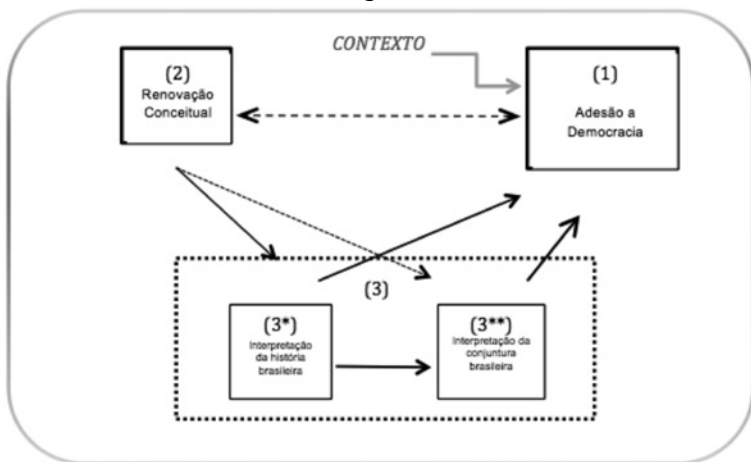 CONTEXTO
(2)
Renovação
Conceitual
(1)
Adesão a
Democracia
(3)
(3*)
Interpretação
da história
brasileira
(3**)
Interpretação da
conjuntura
brasileira